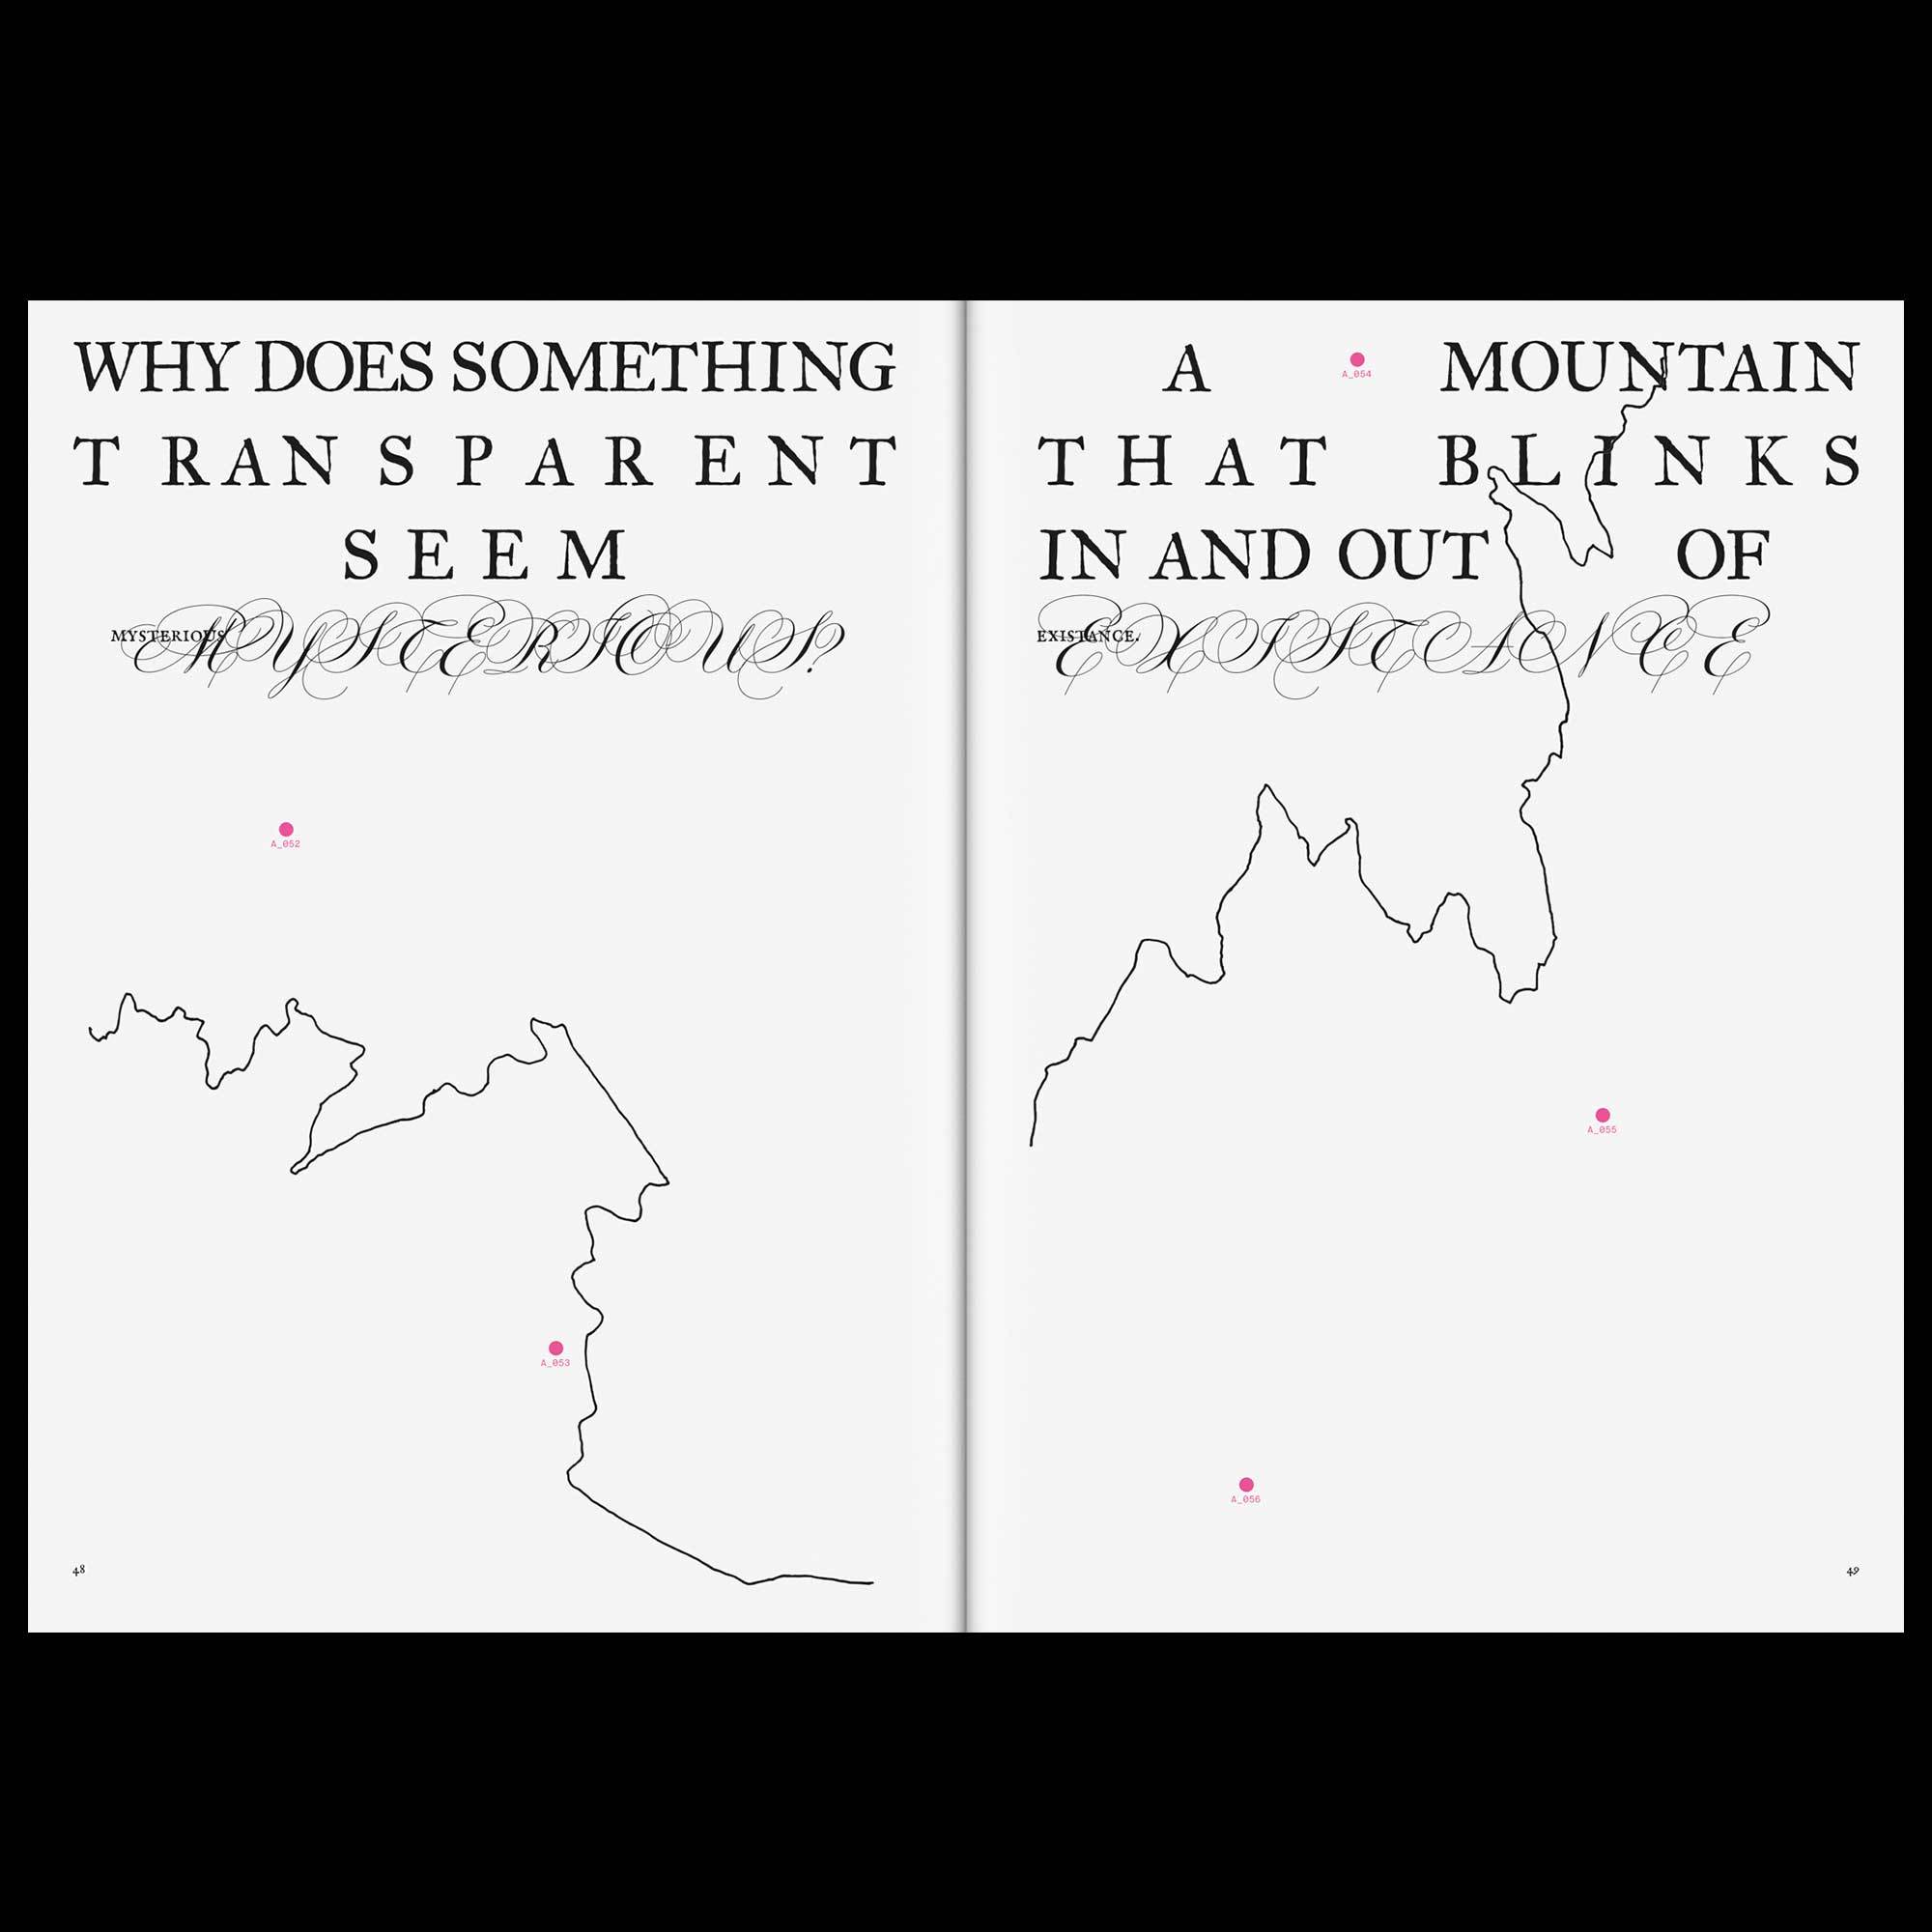 WHY DOES SOMETHING
TRANSPARENT
SEEM
MYSTERIOUS
MYSTERIOUS?
A_052
A_053
48
A MOUNTAIN
A_054
THAT BLINKS
IN AND OUT OF
EXISTANCE.
EXISTANCE
A_055
A_056
49